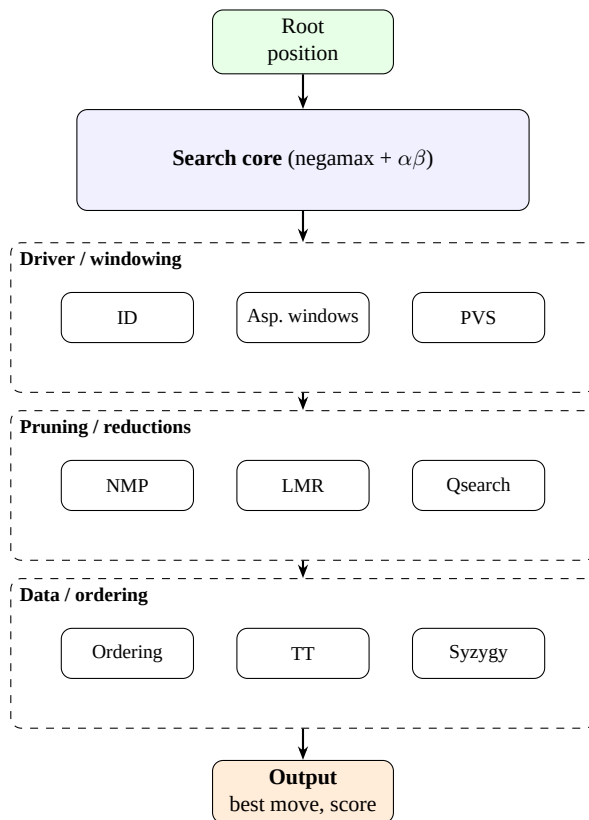 Root
position
Search core (negamax + αβ)
Driver / windowing
ID
Asp. windows
PVS
Pruning / reductions
NMP
LMR
Qsearch
Data / ordering
Ordering
TT
Syzygy
Output
best move, score